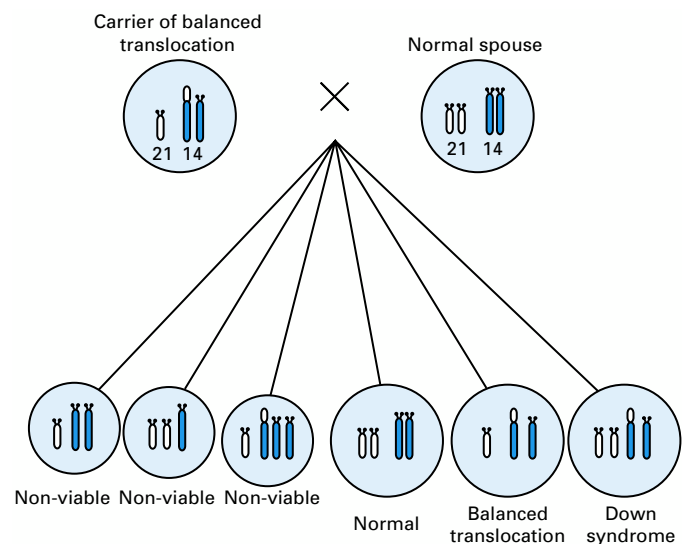 Carrier of balanced
translocation
Normal spouse
21 14
21 14
Non-viable Non-viable Non-viable
Normal
Balanced
translocation
Down
syndrome